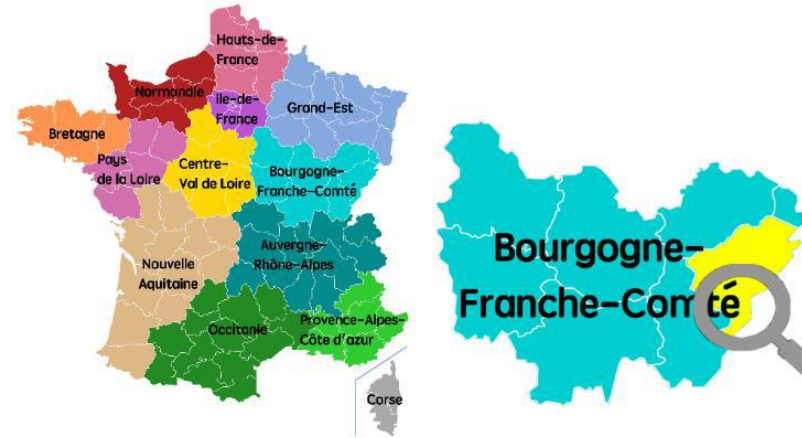 Hauts-de-
France
Normandie
Ile-de-
France
Grand-Est
Bretagne
Pays
de la Loire
Centre-
Val de Loire
Bourgogne-
Franche-Comté
Auvergne-
Rhône-Alpes
Nouvelle
Aquitaine
Occitanie
Provence-Alpes-
Côte d'azur
Corse
Bourgogne-
Franche-Comté